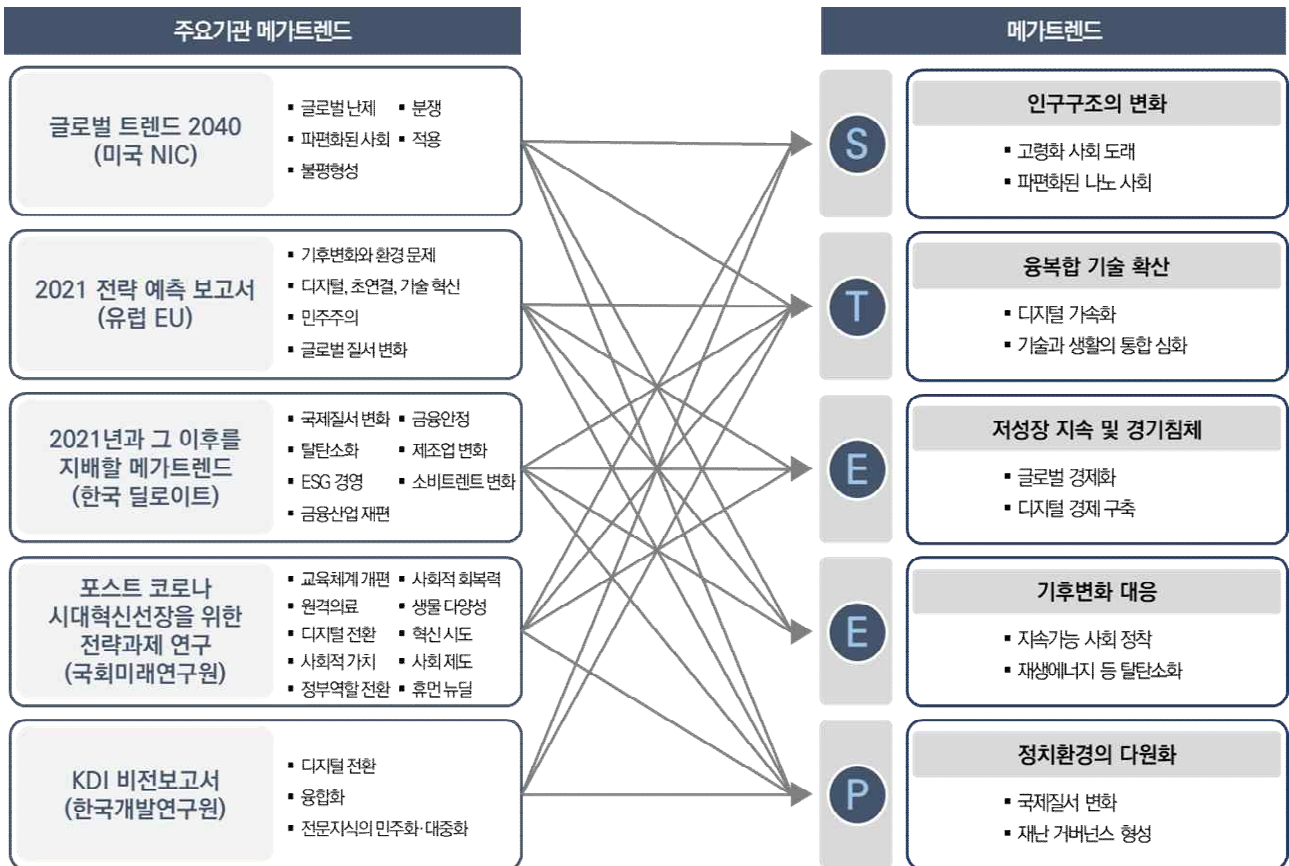 주요기관 메가트렌드
글로벌 트렌드 2040
(미국 NIC)
▪ 글로벌 난제 ▪ 분쟁
▪ 파편화된 사회 ▪ 적용
▪ 불평형성
2021 전략 예측 보고서
(유럽 EU)
▪ 기후변화와 환경 문제
▪ 디지털, 초연결, 기술 혁신
▪ 민주주의
▪ 글로벌 질서 변화
2021년과 그 이후를
지배할 메가트렌드
(한국 딜로이트)
▪ 국제질서 변화 ▪ 금융안정
▪ 탈탄소화 ▪ 제조업 변화
▪ ESG 경영 ▪ 소비트렌트 변화
▪ 금융산업 재편
포스트 코로나
시대혁신선장을 위한
전략과제 연구
(국회미래연구원)
▪ 교육체계 개편 ▪ 사회적 회복력
▪ 원격의료 ▪ 생물 다양성
▪ 디지털 전환 ▪ 혁신 시도
▪ 사회적 가치 ▪ 사회 제도
▪ 정부역할 전환 ▪ 휴먼 뉴딜
KDI 비전보고서
(한국개발연구원)
▪ 디지털 전환
▪ 융합화
▪ 전문지식의 민주화·대중화
메가트렌드
S
인구구조의 변화
▪ 고령화 사회 도래
▪ 파편화된 나노 사회
T
융복합 기술 확산
▪ 디지털 가속화
▪ 기술과 생활의 통합 심화
E
저성장 지속 및 경기침체
▪ 글로벌 경제화
▪ 디지털 경제 구축
E
기후변화 대응
▪ 지속가능 사회 정착
▪ 재생에너지 등 탈탄소화
P
정치환경의 다원화
▪ 국제질서 변화
▪ 재난 거버넌스 형성